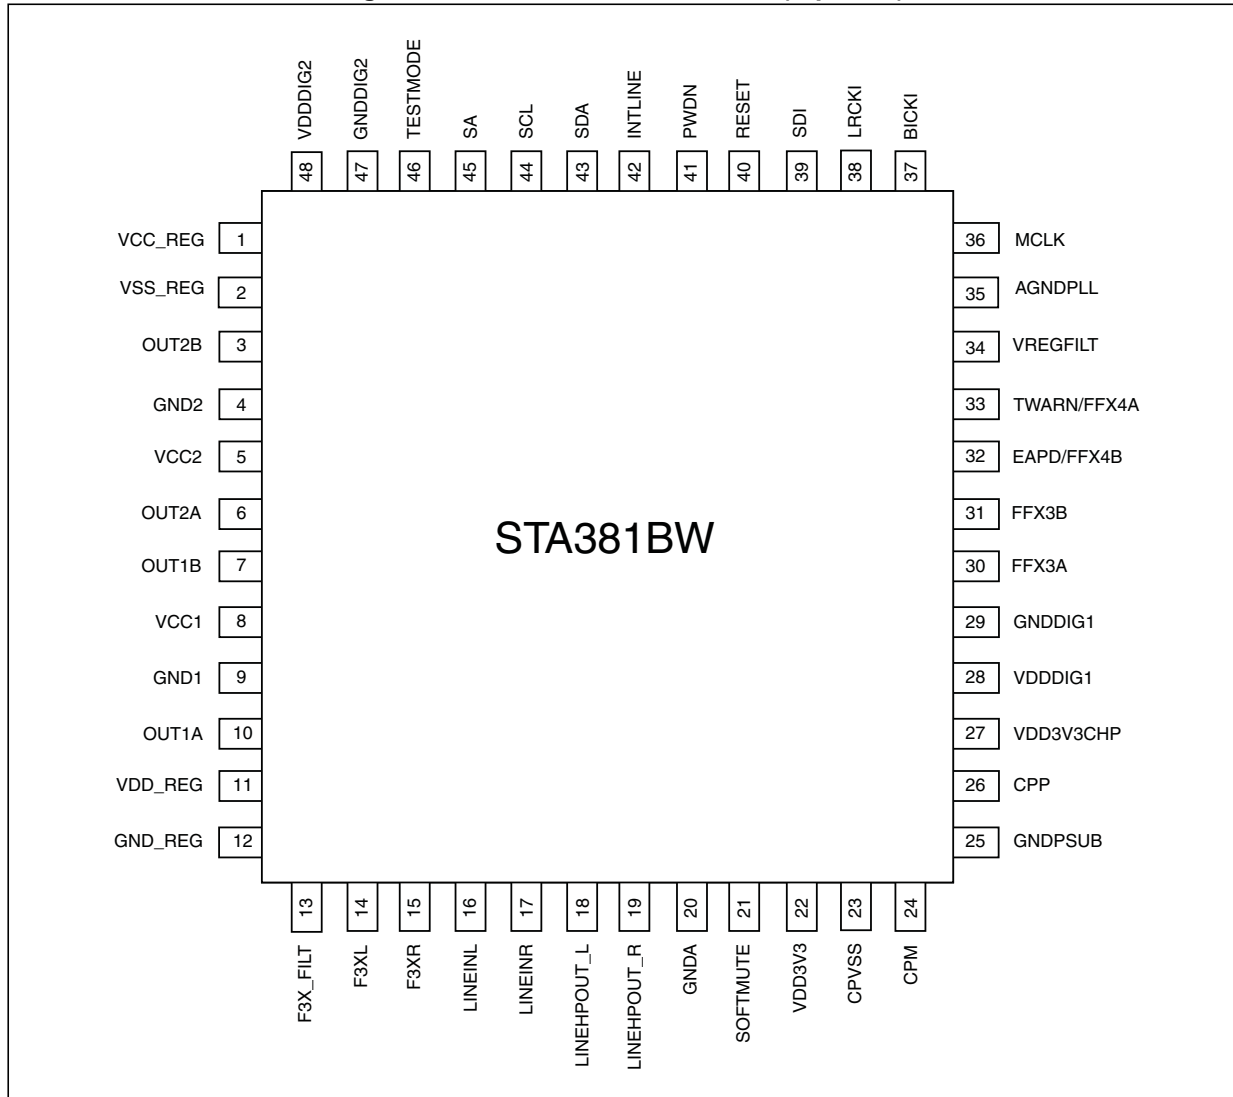 VDDDIG2
GNDDIG2
TESTMODE
SA
SCL
SDA
INTLINE
PWDN
RESET
SDI
LRCKI
BICKI
48
47
46
45
44
43
42
41
40
39
38
37
VCC_REG 1
VSS_REG 2
OUT2B 3
GND2 4
VCC2 5
OUT2A 6
OUT1B 7
VCC1 8
GND1 9
OUT1A 10
VDD_REG 11
GND_REG 12
STA381BW
36 MCLK
35 AGNDPLL
34 VREGFILT
33 TWARN/FFX4A
32 EAPD/FFX4B
31 FFX3B
30 FFX3A
29 GNDDIG1
28 VDDDIG1
27 VDD3V3CHP
26 CPP
25 GNDPSUB
13
14
15
16
17
18
19
20
21
22
23
24
F3X_FILT
F3XL
F3XR
LINEINL
LINEINR
LINEHPOUT_L
LINEHPOUT_R
GNDA
SOFTMUTE
VDD3V3
CPVSS
CPM